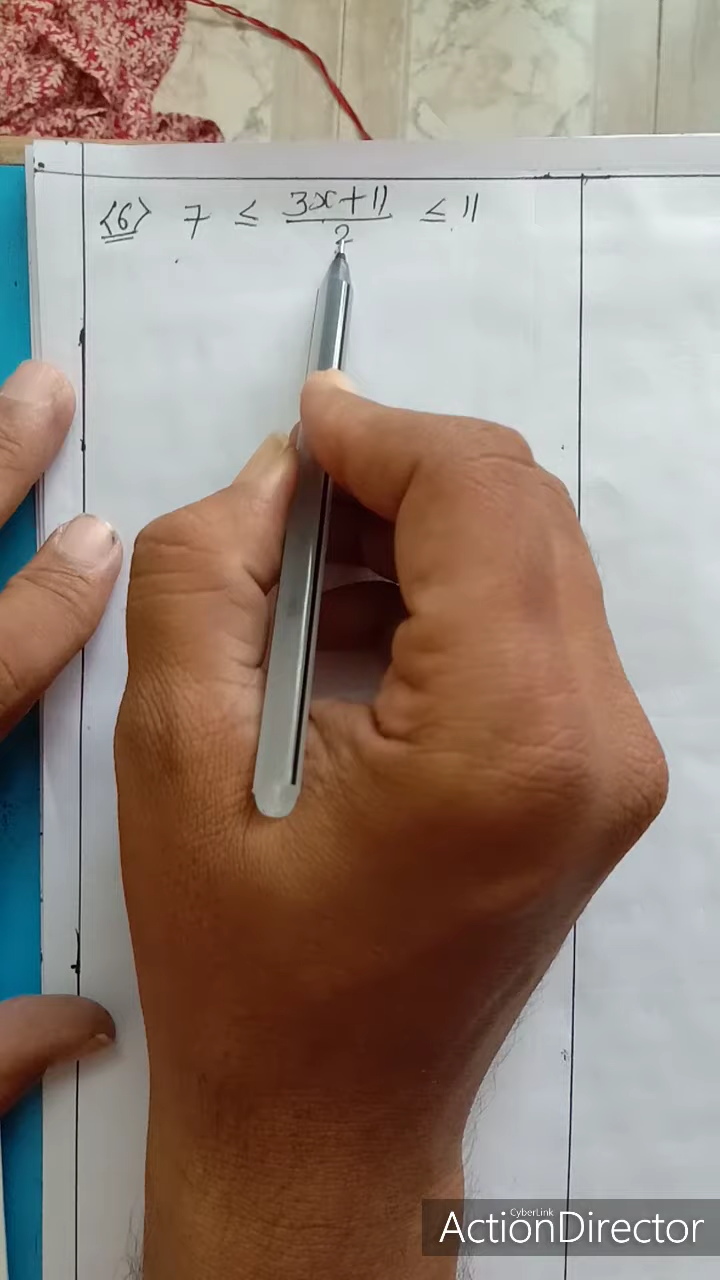 <6> 7 ≤ (3x+11)/2 ≤ 11
CyberLink
ActionDirector